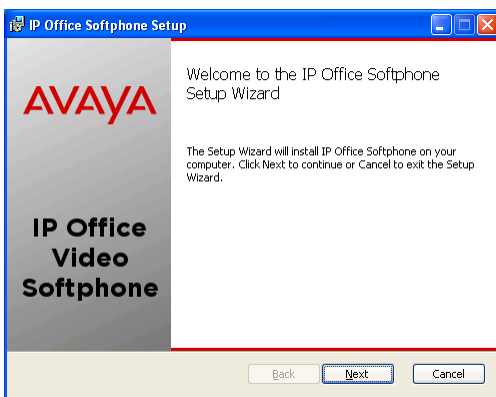 IP Office Softphone Setup
AVAYA
IP Office
Video
Softphone
Welcome to the IP Office Softphone
Setup Wizard
The Setup Wizard will install IP Office Softphone on your
computer. Click Next to continue or Cancel to exit the Setup
Wizard.
Back
Next
Cancel